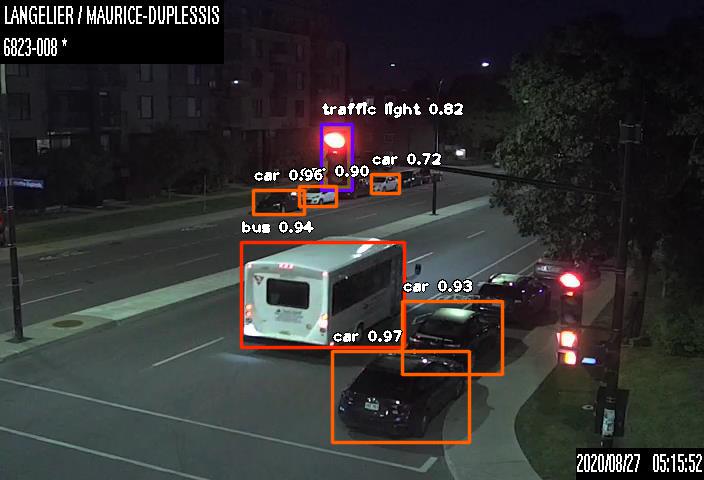 LANGELIER / MAURICE-DUPLESSIS
6823-008 *
traffic light 0.82
car 0.96
0.90
car 0.72
bus 0.94
car 0.93
car 0.97
2020/08/27 05:15:52